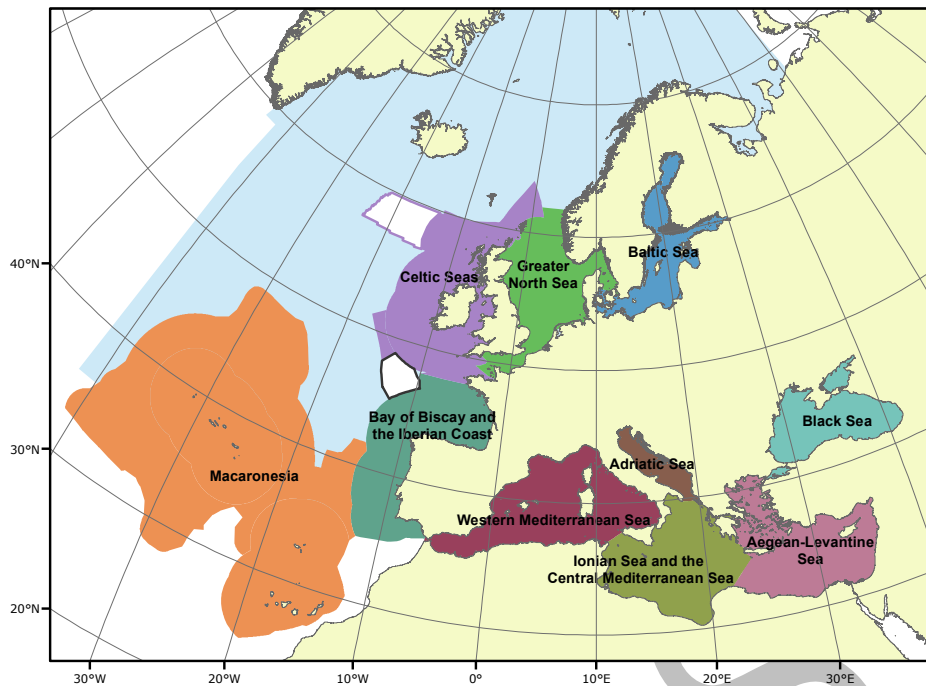 Celtic Seas
Greater
North Sea
Baltic Sea
40°N
Bay of Biscay and
the Iberian Coast
Black Sea
30°N
Macaronesia
Adriatic Sea
Western Mediterranean Sea
Aegean-Levantine
Sea
Ionian Sea and the
Central Mediterranean Sea
20°N
30°W
20°W
10°W
0°
10°E
20°E
30°E